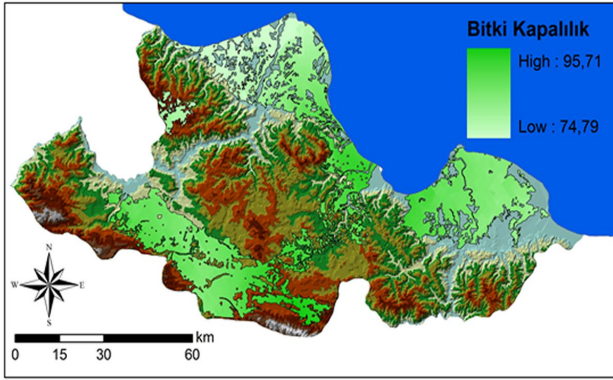 Bitki Kapalılık
High : 95,71
Low : 74,79
N
W E
S
km
0 15 30 60